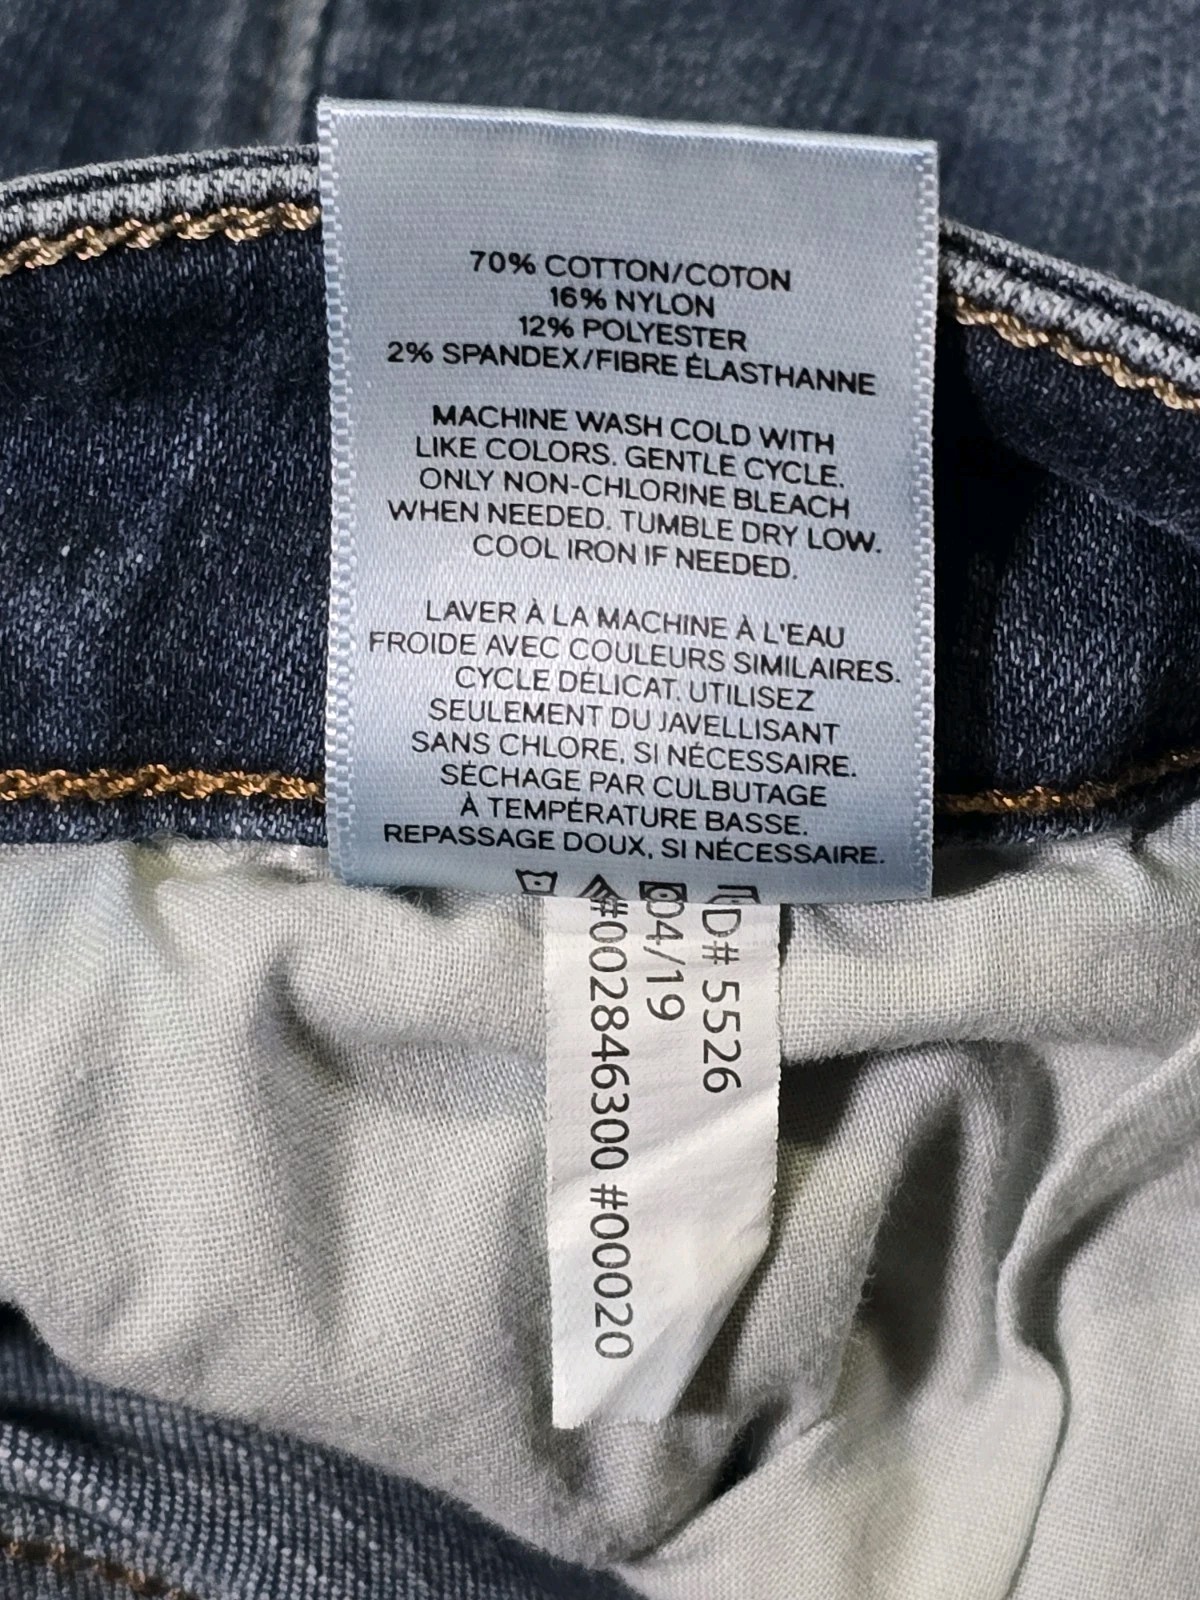 70% COTTON/COTON
16% NYLON
12% POLYESTER
2% SPANDEX/FIBRE ÉLASTHANNE
MACHINE WASH COLD WITH
LIKE COLORS. GENTLE CYCLE.
ONLY NON-CHLORINE BLEACH
WHEN NEEDED. TUMBLE DRY LOW.
COOL IRON IF NEEDED.
LAVER À LA MACHINE À L'EAU
FROIDE AVEC COULEURS SIMILAIRES.
CYCLE DÉLICAT. UTILISEZ
SEULEMENT DU JAVELLISANT
SANS CHLORE, SI NÉCESSAIRE.
SÉCHAGE PAR CULBUTAGE
À TEMPÉRATURE BASSE.
REPASSAGE DOUX, SI NÉCESSAIRE.
D# 5526
04/19
#002846300 #00020